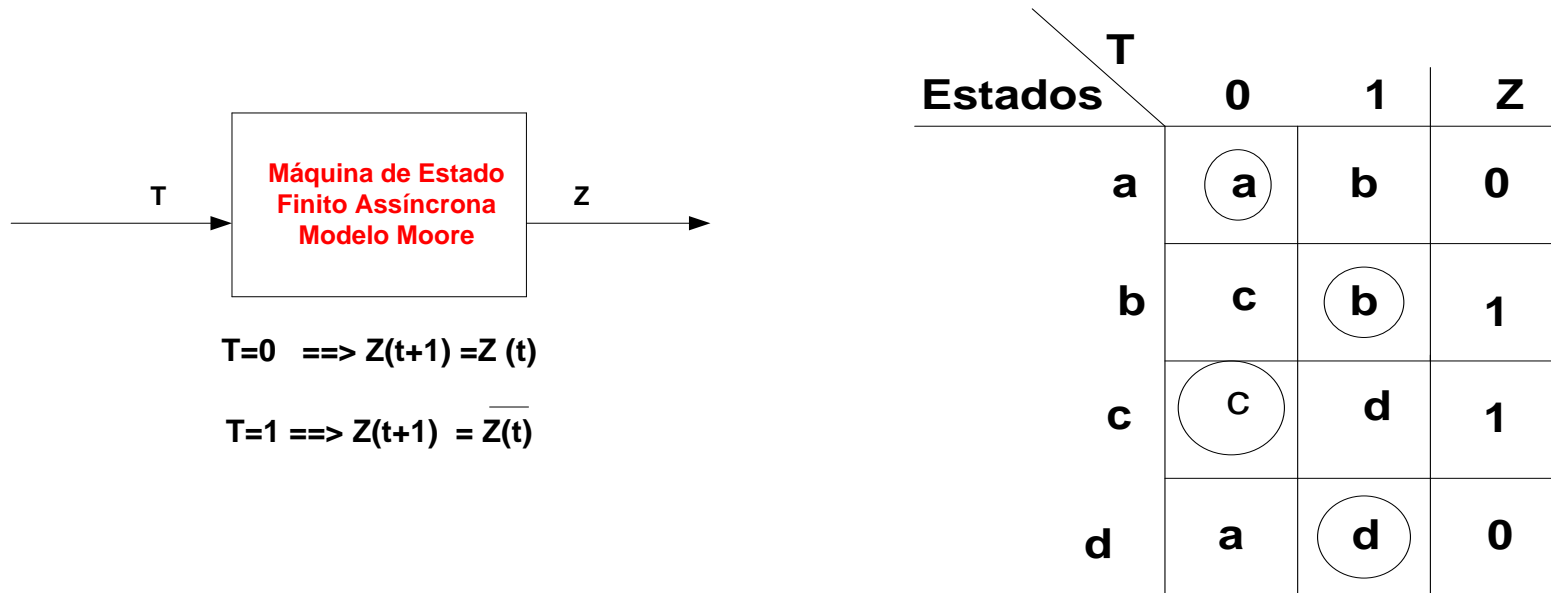 T
Máquina de Estado
Finito Assíncrona
Modelo Moore
Z
T=0 ==> Z(t+1) =Z (t)
T=1 ==> Z(t+1) = Z̅(̅t̅)̅
T
Estados 0 1 Z
a a b 0
b c b 1
c c d 1
d a d 0